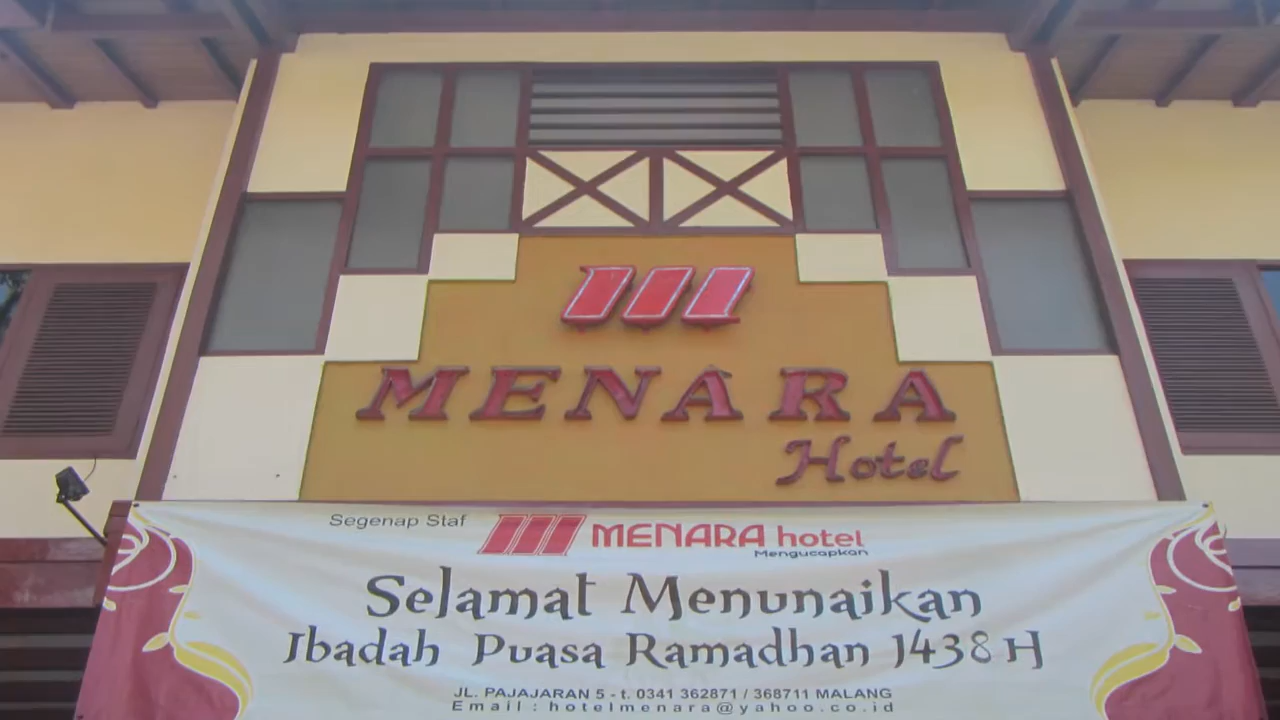 MENARA
Hotel
Segenap Staf MENARA hotel
Mengucapkan
Selamat Menunaikan
Ibadah Puasa Ramadhan 1438 H
JL. PAJAJARAN 5 - t. 0341 362871 / 368711 MALANG
Email : hotelmenara@yahoo.co.id